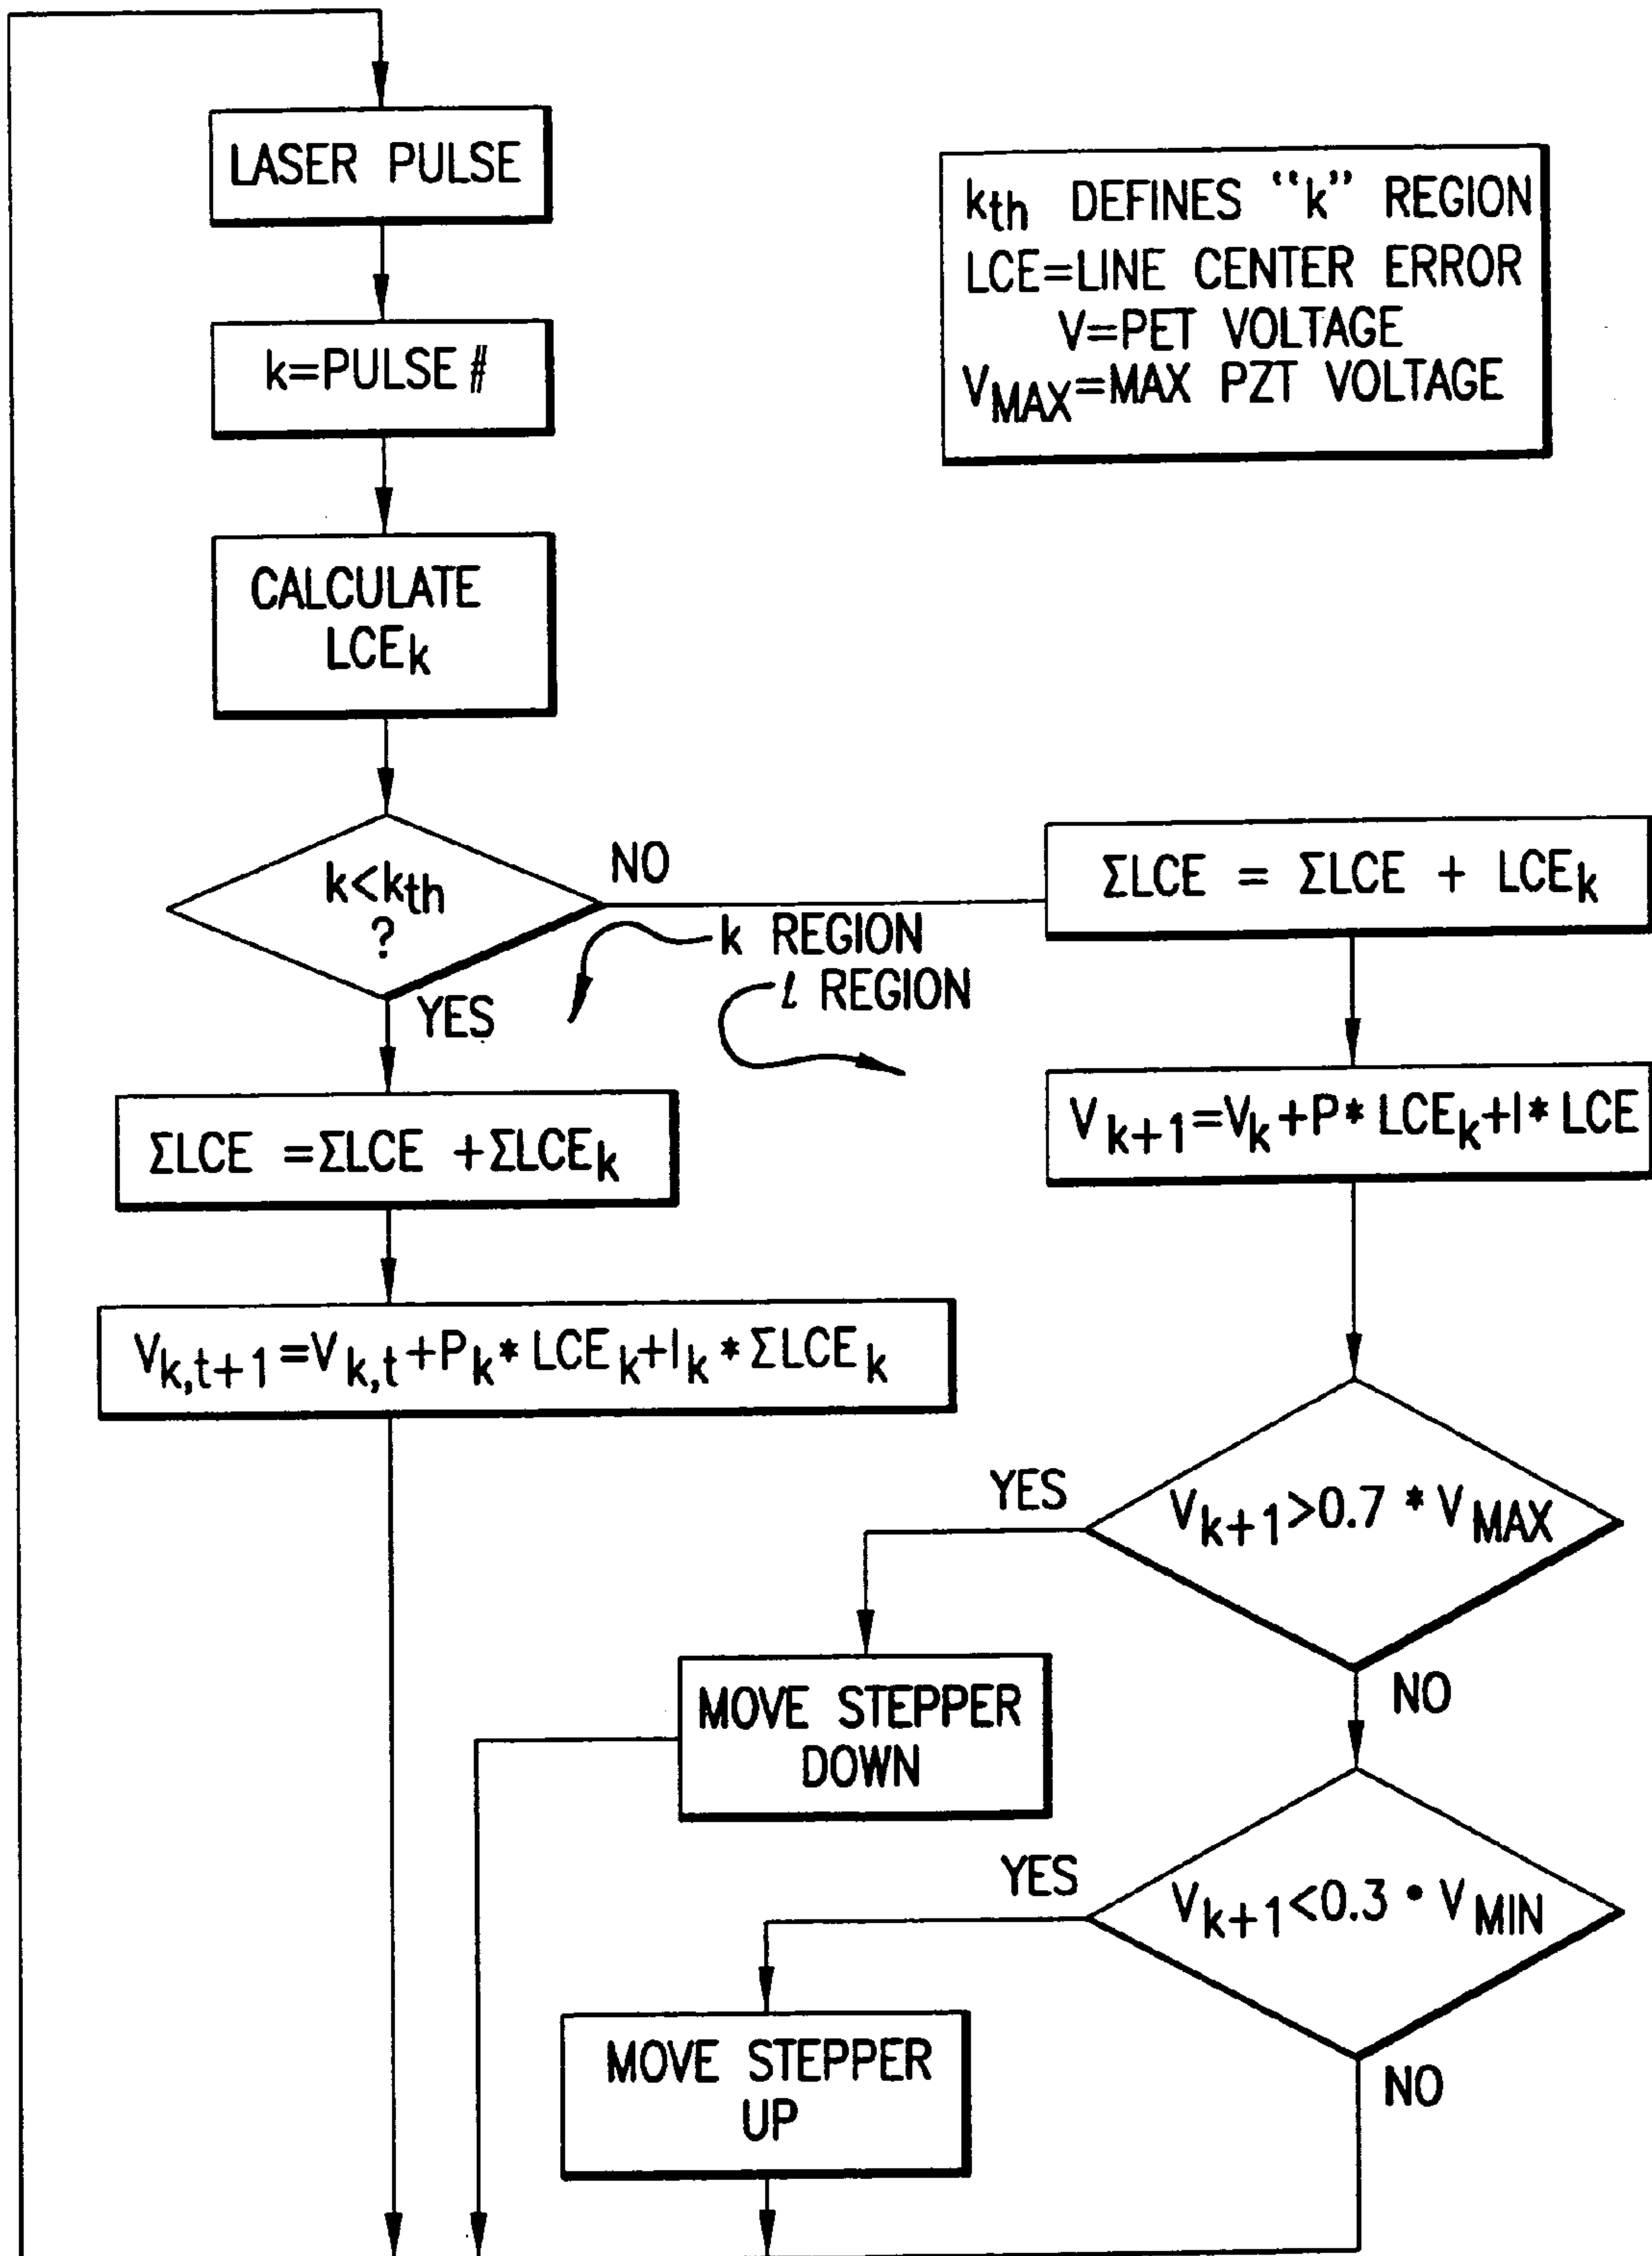 LASER PULSE
k=PULSE #
CALCULATE
LCEk
k<kth
?
NO
YES
k REGION
l REGION
kth DEFINES “k” REGION
LCE=LINE CENTER ERROR
V=PET VOLTAGE
VMAX=MAX PZT VOLTAGE
ΣLCE =ΣLCE +ΣLCEk
Vk,t+1=Vk,t+Pk* LCEk+Ik* ΣLCEk
ΣLCE = ΣLCE + LCEk
Vk+1=Vk+P* LCEk+I* LCE
Vk+1>0.7 * VMAX
YES
NO
MOVE STEPPER
DOWN
Vk+1<0.3 • VMIN
YES
NO
MOVE STEPPER
UP